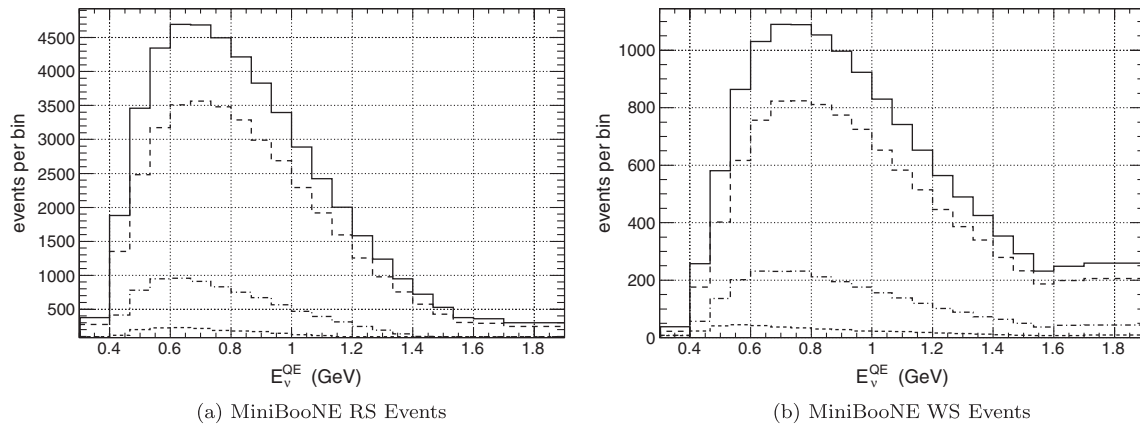 events per bin
4500
4000
3500
3000
2500
2000
1500
1000
500
0.4 0.6 0.8 1 1.2 1.4 1.6 1.8
E_ν^QE (GeV)
(a) MiniBooNE RS Events
events per bin
1000
800
600
400
200
0
0.4 0.6 0.8 1 1.2 1.4 1.6 1.8
E_ν^QE (GeV)
(b) MiniBooNE WS Events